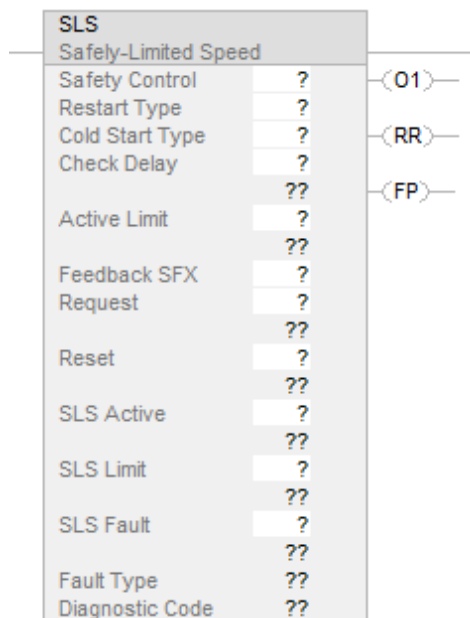 SLS
Safely-Limited Speed
Safety Control ? (O1)
Restart Type ?
Cold Start Type ? (RR)
Check Delay ?
?? (FP)
Active Limit ?
??
Feedback SFX ?
Request ?
??
Reset ?
??
SLS Active ?
??
SLS Limit ?
??
SLS Fault ?
??
Fault Type ??
Diagnostic Code ??